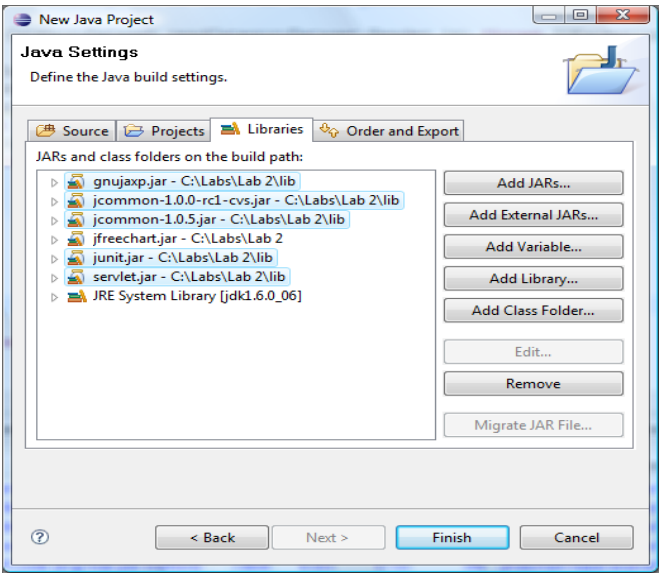 New Java Project
Java Settings
Define the Java build settings.
Source Projects Libraries Order and Export
JARs and class folders on the build path:
gnujaxp.jar - C:\Labs\Lab 2\lib
jcommon-1.0.0-rc1-cvs.jar - C:\Labs\Lab 2\lib
jcommon-1.0.5.jar - C:\Labs\Lab 2\lib
jfreechart.jar - C:\Labs\Lab 2
junit.jar - C:\Labs\Lab 2\lib
servlet.jar - C:\Labs\Lab 2\lib
JRE System Library [jdk1.6.0_06]
Add JARs...
Add External JARs...
Add Variable...
Add Library...
Add Class Folder...
Edit...
Remove
Migrate JAR File...
? < Back Next > Finish Cancel